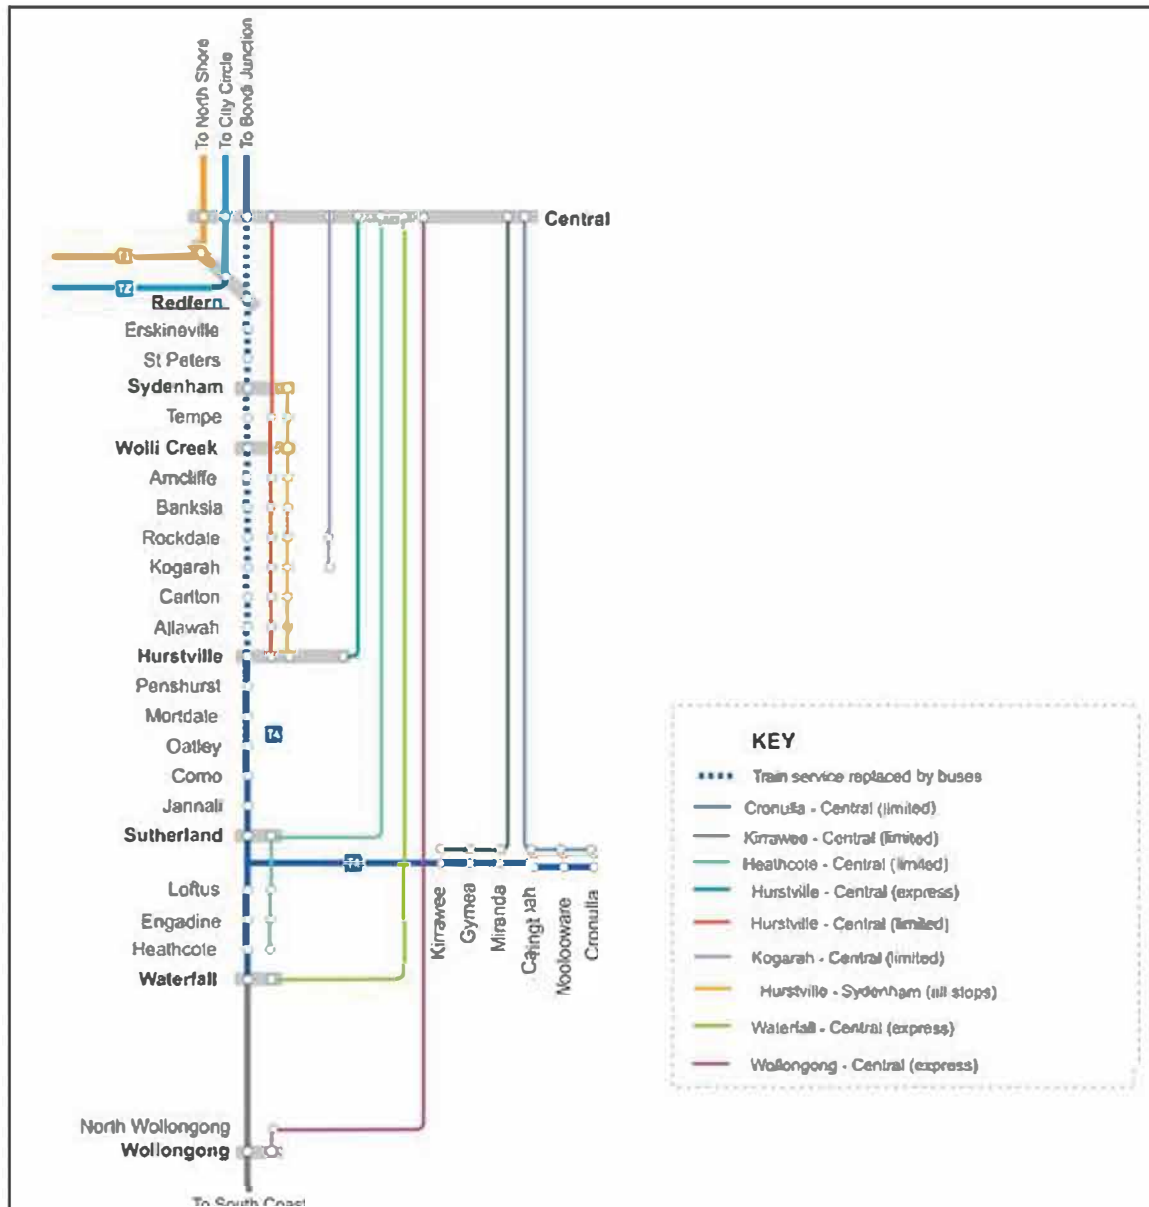 To North Shore
To City Circle
To Bondi Junction
Central
T2
Redfern
Erskineville
St Peters
Sydenham
Tempe
Wolli Creek
Arncliffe
Banksia
Rockdale
Kogarah
Carlton
Allawah
Hurstville
Penshurst
Mortdale
T4
Oatley
Como
Jannali
Sutherland
T4
Loftus
Engadine
Heathcote
Waterfall
Kirrawee
Gymea
Miranda
Woolooware
Cronulla
North Wollongong
Wollongong
To South Coast
KEY
Train service replaced by buses
Cronulla - Central (limited)
Kirrawee - Central (limited)
Heathcote - Central (limited)
Hurstville - Central (express)
Hurstville - Central (limited)
Kogarah - Central (limited)
Hurstville - Sydenham (all stops)
Waterfall - Central (express)
Wollongong - Central (express)